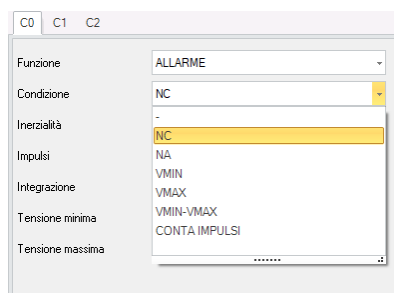 C0 C1 C2
Funzione ALLARME
Condizione NC
-
Inerzialità NC
Impulsi NA
VMIN
Integrazione VMAX
Tensione minima VMIN-VMAX
CONTA IMPULSI
Tensione massima